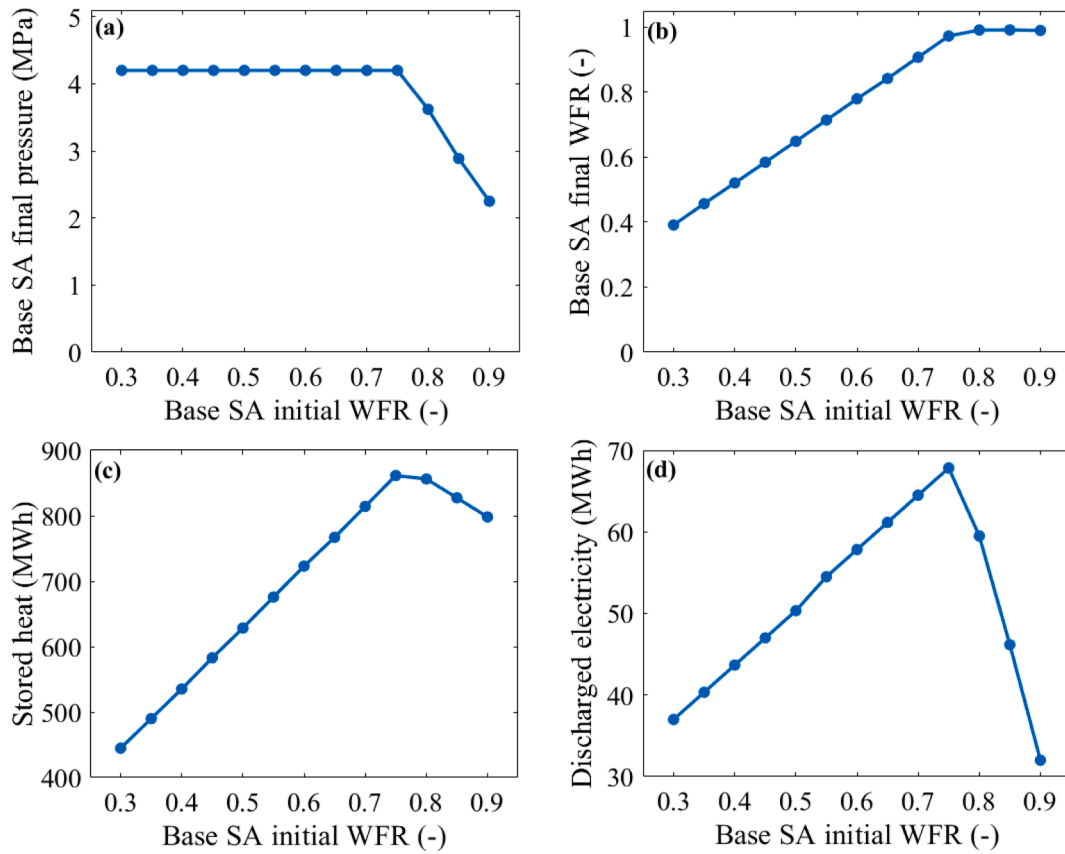 (a)
Base SA final pressure (MPa)
5
4
3
2
1
0
0.3 0.4 0.5 0.6 0.7 0.8 0.9
Base SA initial WFR (-)
(b)
Base SA final WFR (-)
1
0.8
0.6
0.4
0.2
0
0.3 0.4 0.5 0.6 0.7 0.8 0.9
Base SA initial WFR (-)
(c)
Stored heat (MWh)
900
800
700
600
500
400
0.3 0.4 0.5 0.6 0.7 0.8 0.9
Base SA initial WFR (-)
(d)
Discharged electricity (MWh)
70
60
50
40
30
0.3 0.4 0.5 0.6 0.7 0.8 0.9
Base SA initial WFR (-)